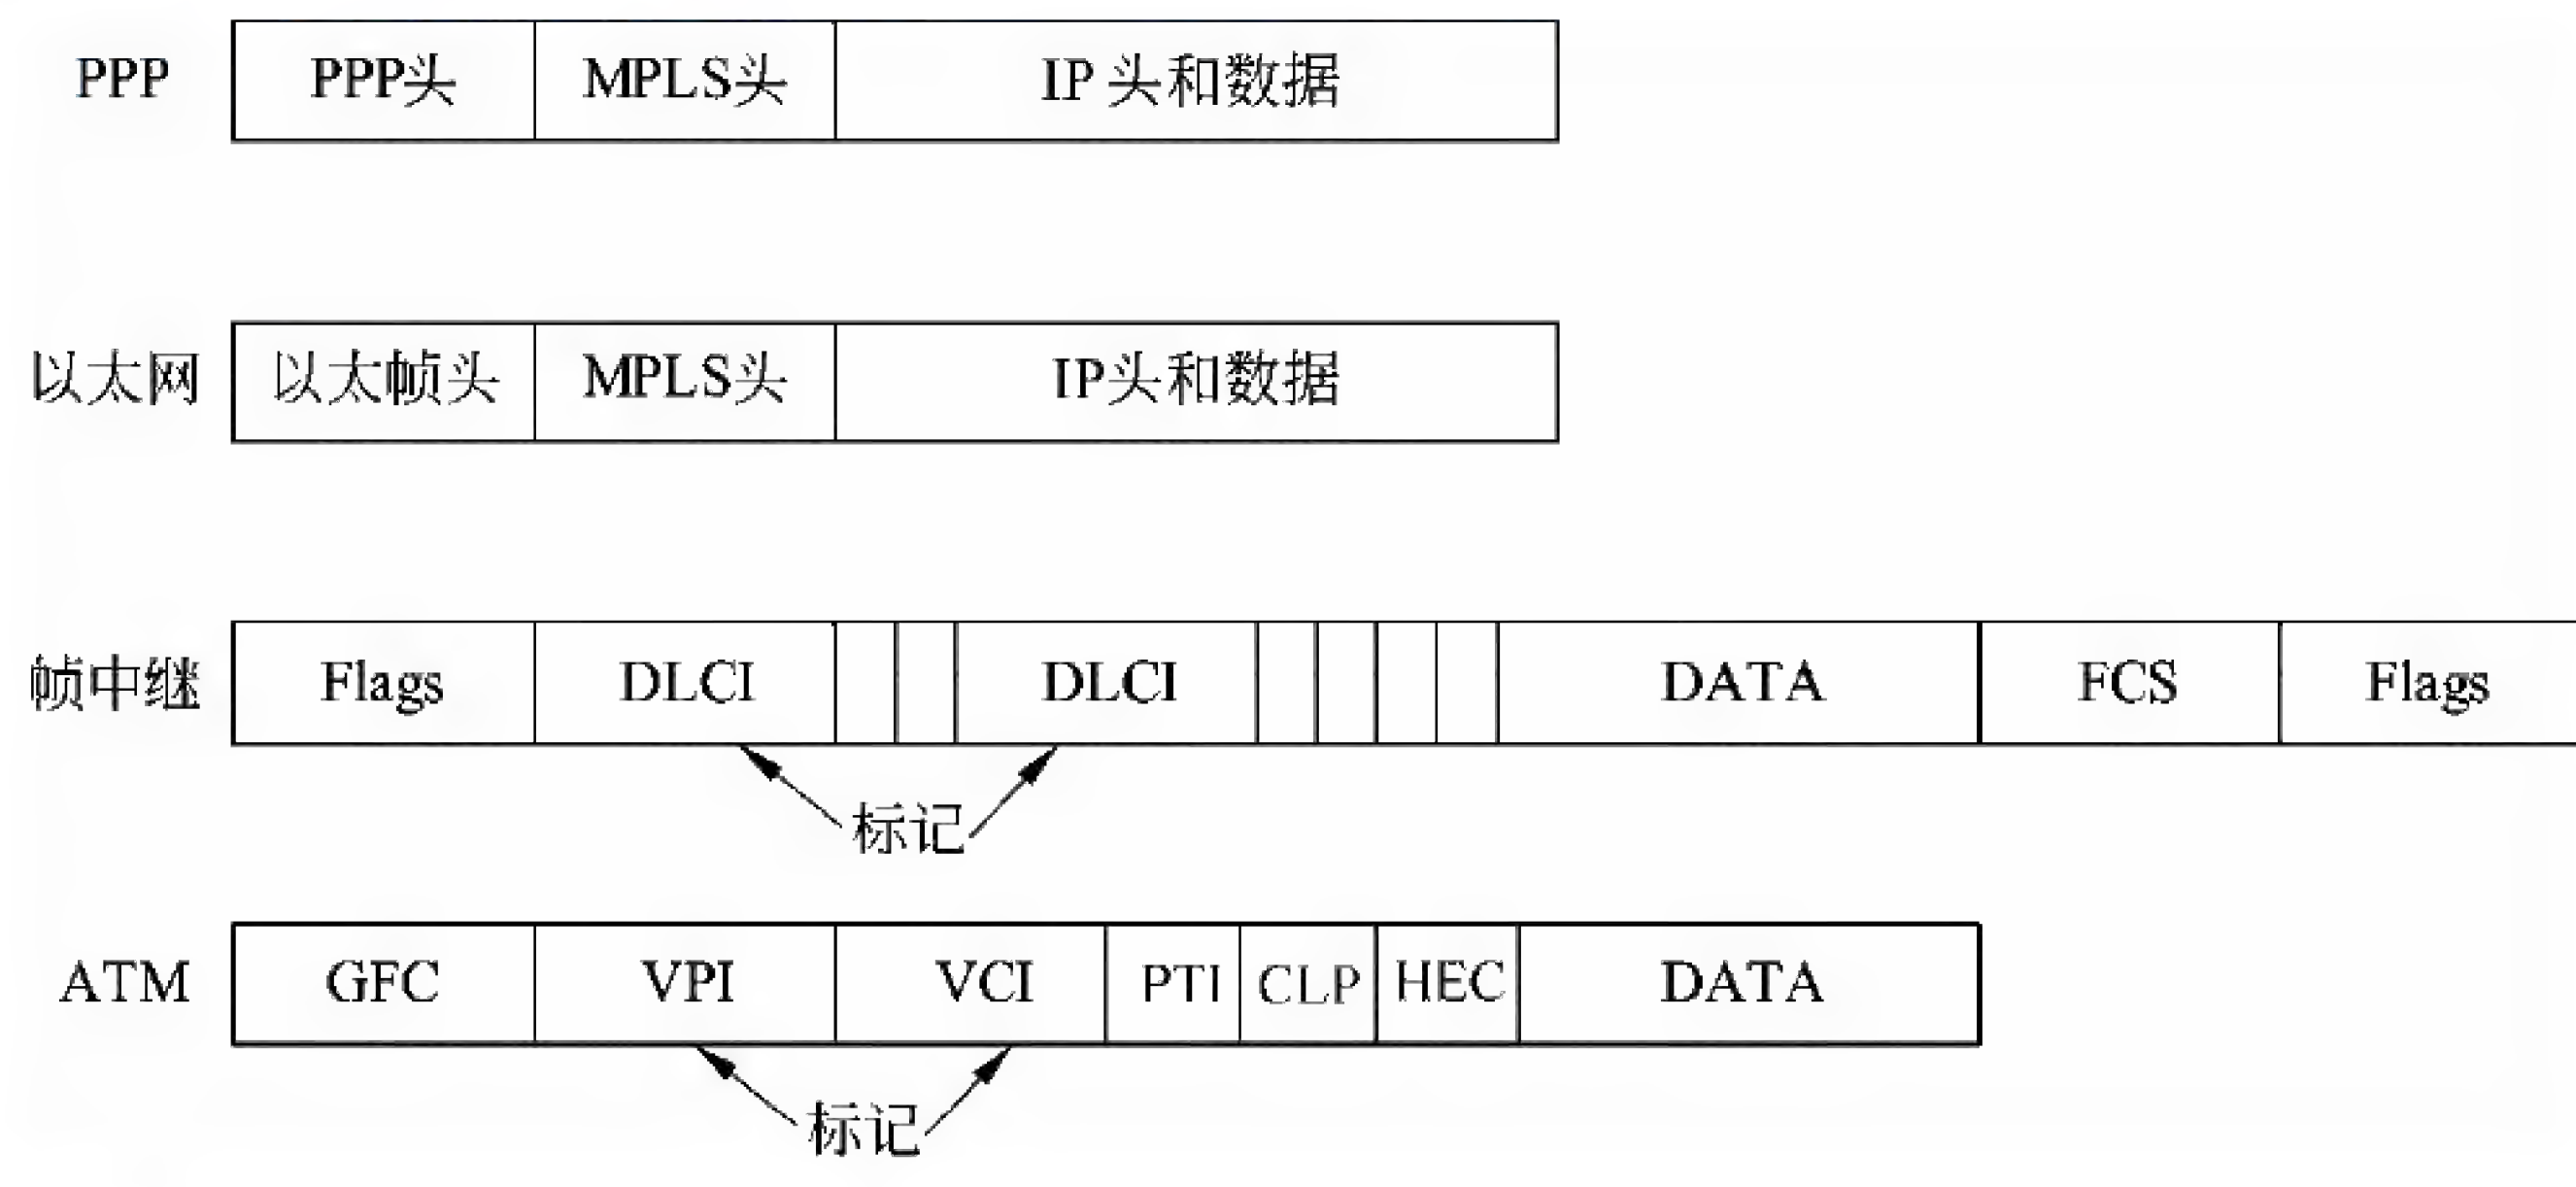 PPP PPP头 MPLS头 IP 头和数据
以太网 以太帧头 MPLS头 IP头和数据
帧中继 Flags DLCI DLCI DATA FCS Flags
标记
ATM GFC VPI VCI PTI CLP HEC DATA
标记